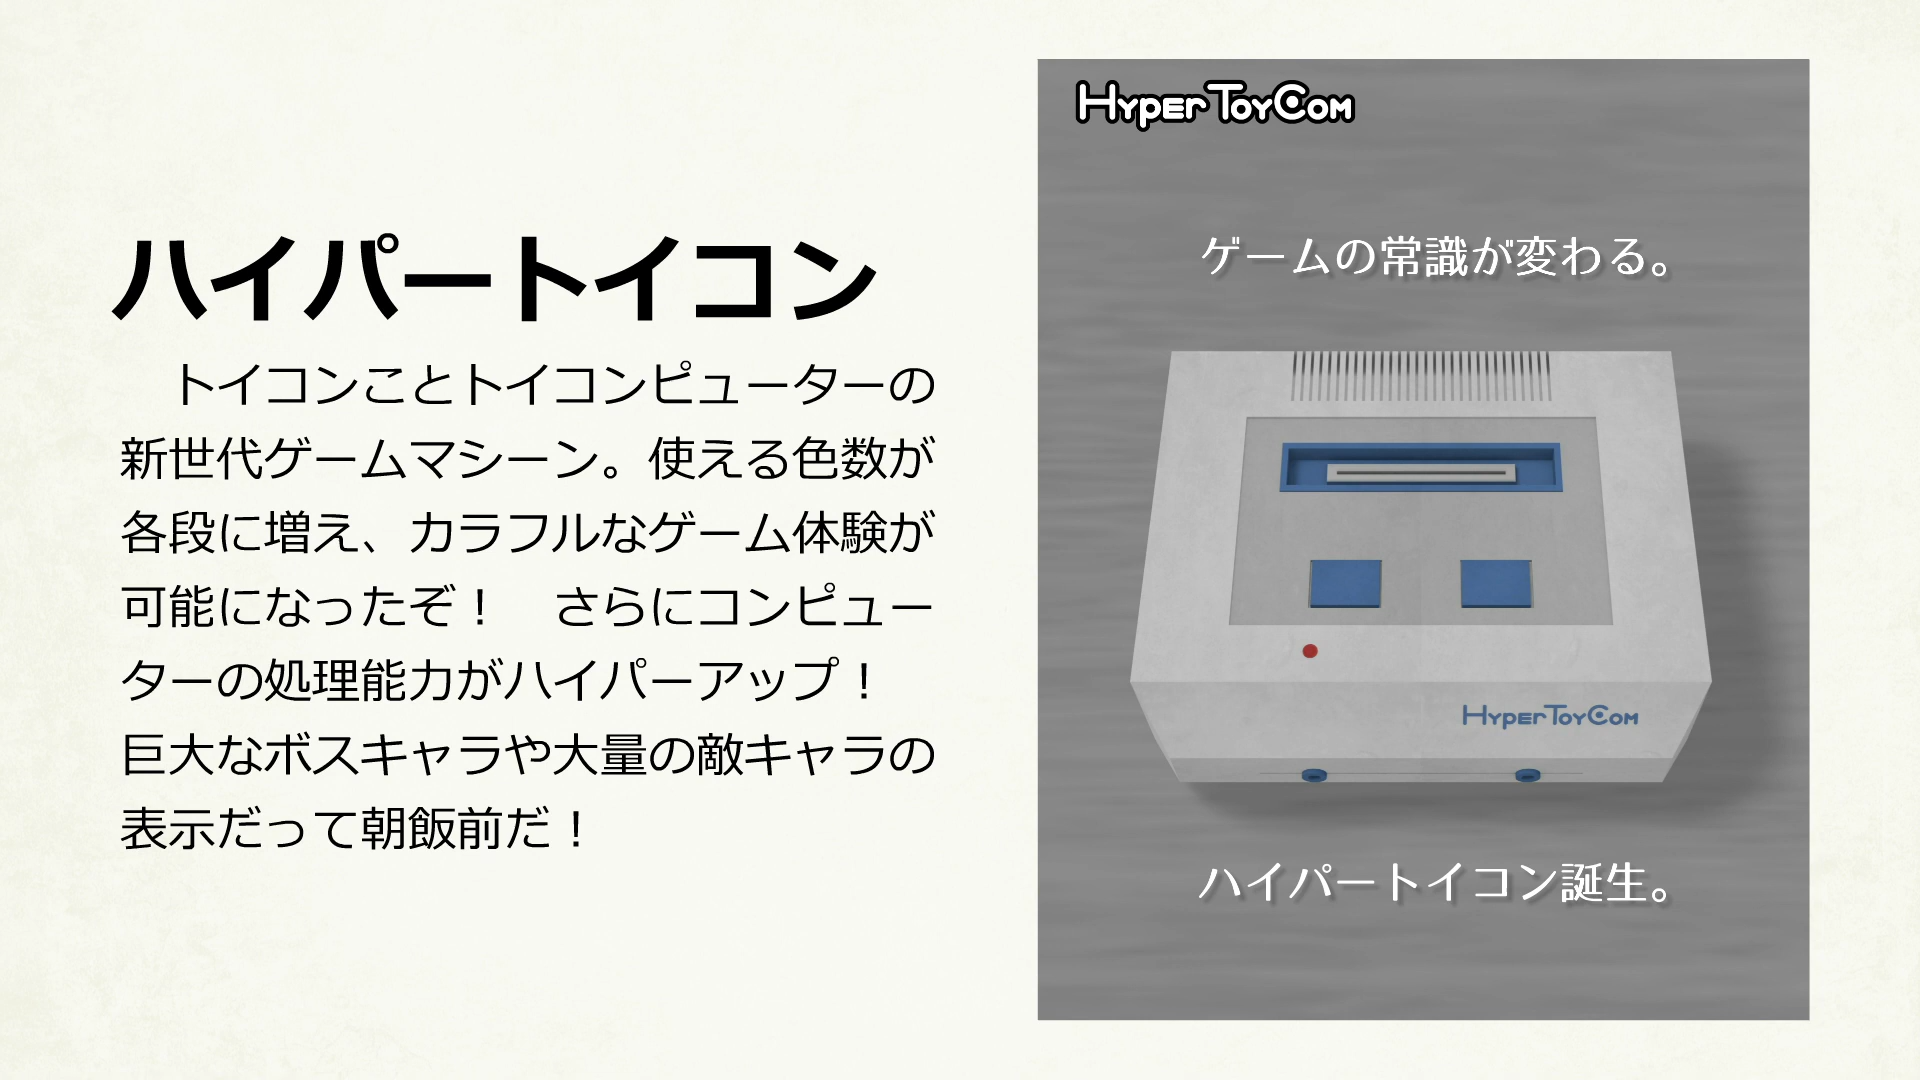 ハイパートイコン
　トイコンことトイコンピューターの
新世代ゲームマシーン。使える色数が
各段に増え、カラフルなゲーム体験が
可能になったぞ！　さらにコンピュー
ターの処理能力がハイパーアップ！
巨大なボスキャラや大量の敵キャラの
表示だって朝飯前だ！
HyperToyCom
ゲームの常識が変わる。
HyperToyCom
ハイパートイコン誕生。